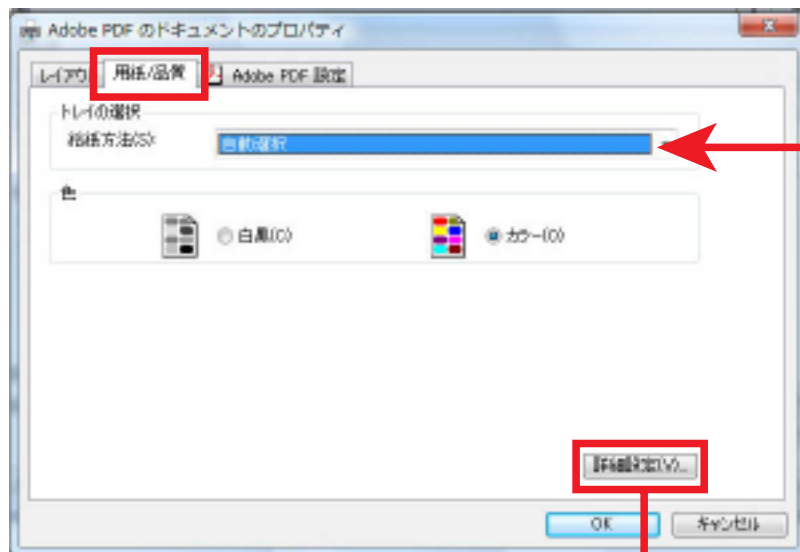 Adobe PDF のドキュメントのプロパティ
レイアウト 用紙/品質 Adobe PDF 設定
トレイの選択
給紙方法(S): 自動選択
色
白黒(C) カラー(O)
詳細設定(V)...
OK キャンセル